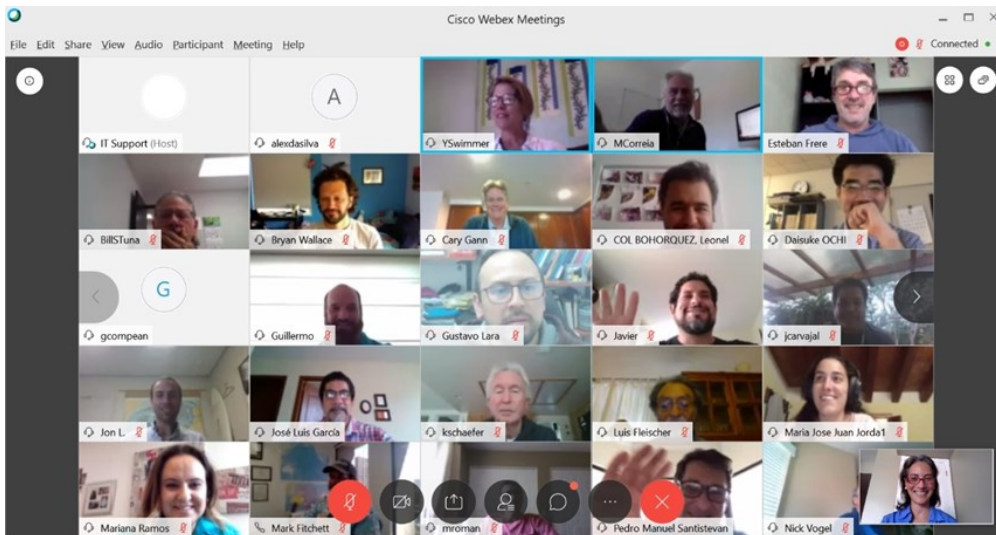 Cisco Webex Meetings
File Edit Share View Audio Participant Meeting Help
Connected
IT Support (Host)
A
alexdasilva
YSwimmer
MCorreia
Esteban Frere
BillSTuna
Bryan Wallace
Cary Gann
COL BOHORQUEZ, Leonel
Daisuke OCHI
G
gcompean
Guillermo
Gustavo Lara
Javier
jcarvajal
Jon L.
José Luis García
kschaefer
Luis Fleischer
Maria Jose Juan Jorda1
Mariana Ramos
Mark Fitchett
mroman
Pedro Manuel Santistevan
Nick Vogel